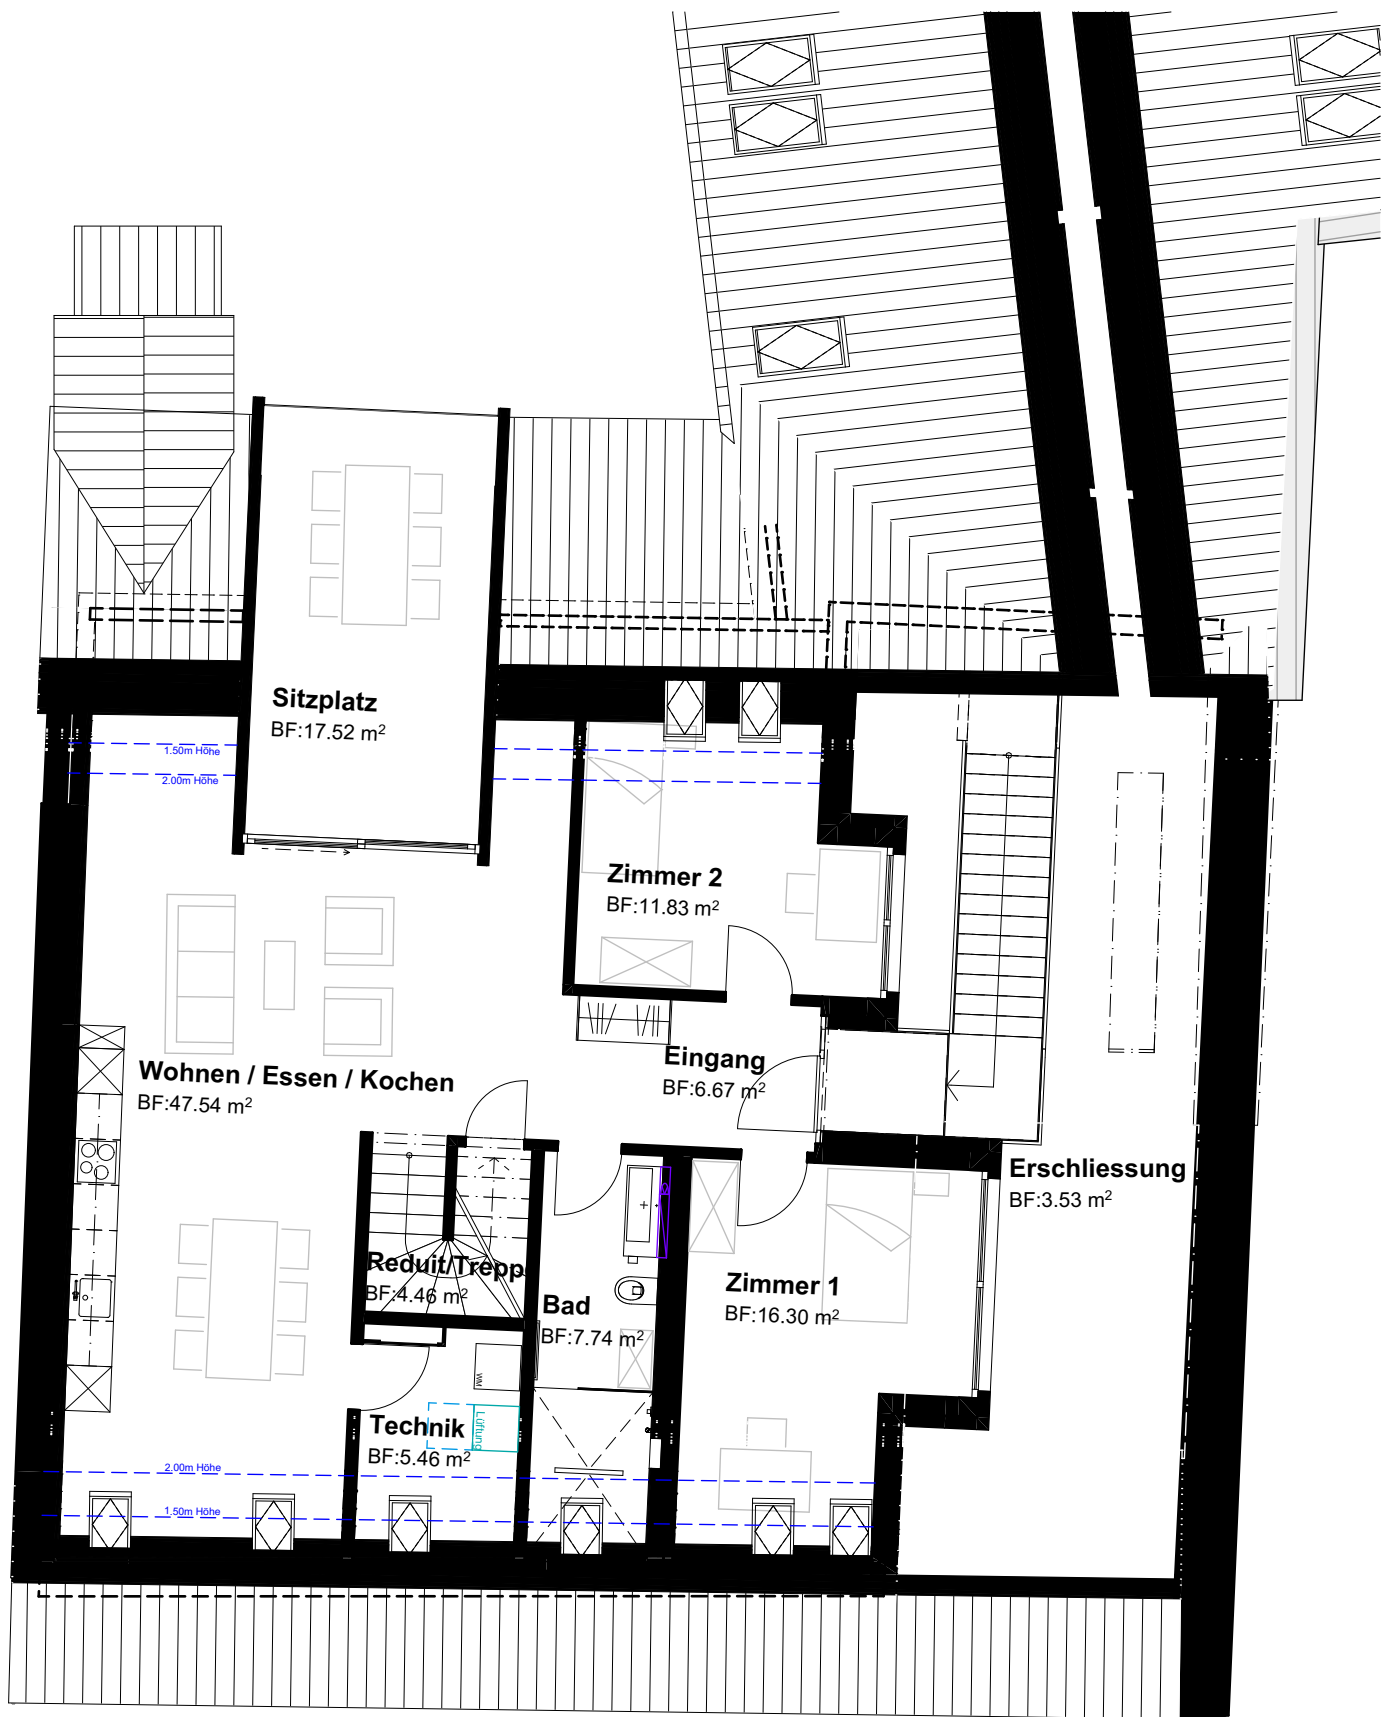 Sitzplatz
BF:17.52 m²
1.50m Höhe
2.00m Höhe
Zimmer 2
BF:11.83 m²
Wohnen / Essen / Kochen
BF:47.54 m²
Eingang
BF:6.67 m²
Erschliessung
BF:3.53 m²
Reduit/Trepp
BF:4.46 m²
Bad
BF:7.74 m²
Zimmer 1
BF:16.30 m²
WM
Technik
BF:5.46 m²
Lüftung
2.00m Höhe
1.50m Höhe